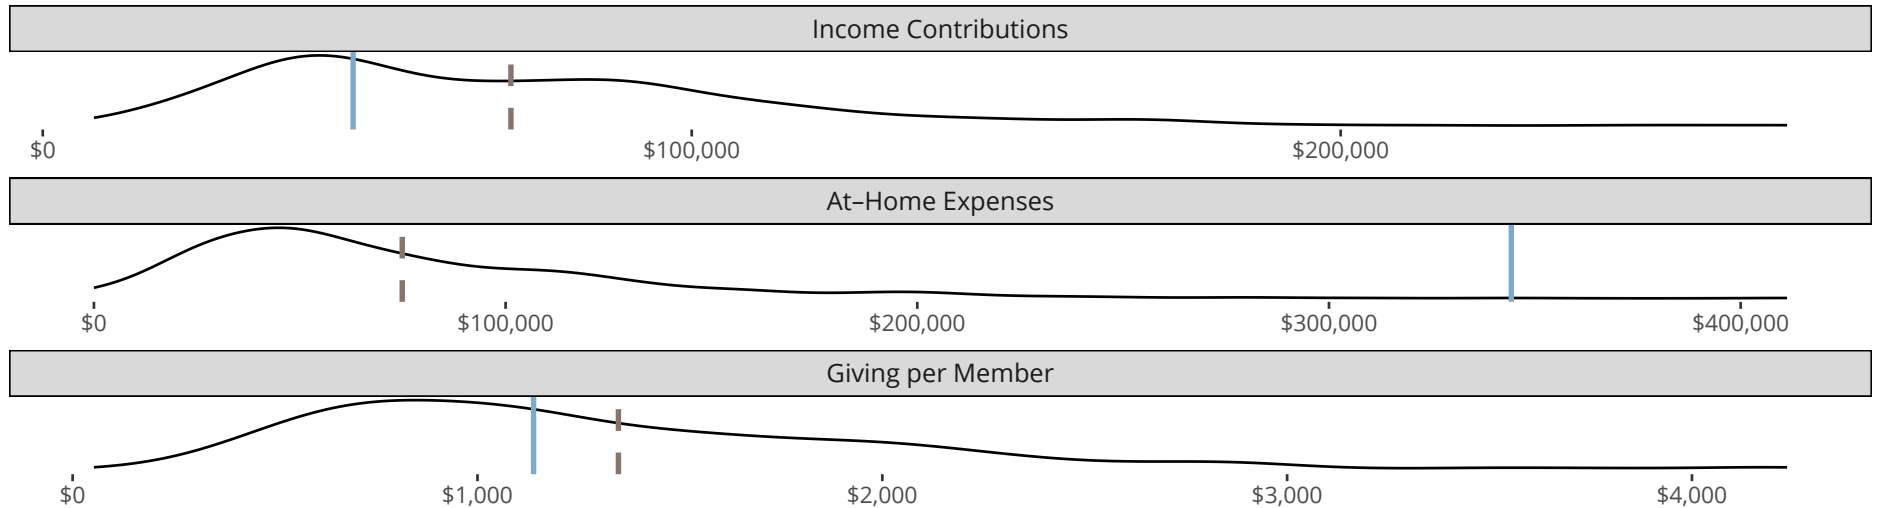 Income Contributions
$0 $100,000 $200,000
At–Home Expenses
$0 $100,000 $200,000 $300,000 $400,000
Giving per Member
$0 $1,000 $2,000 $3,000 $4,000